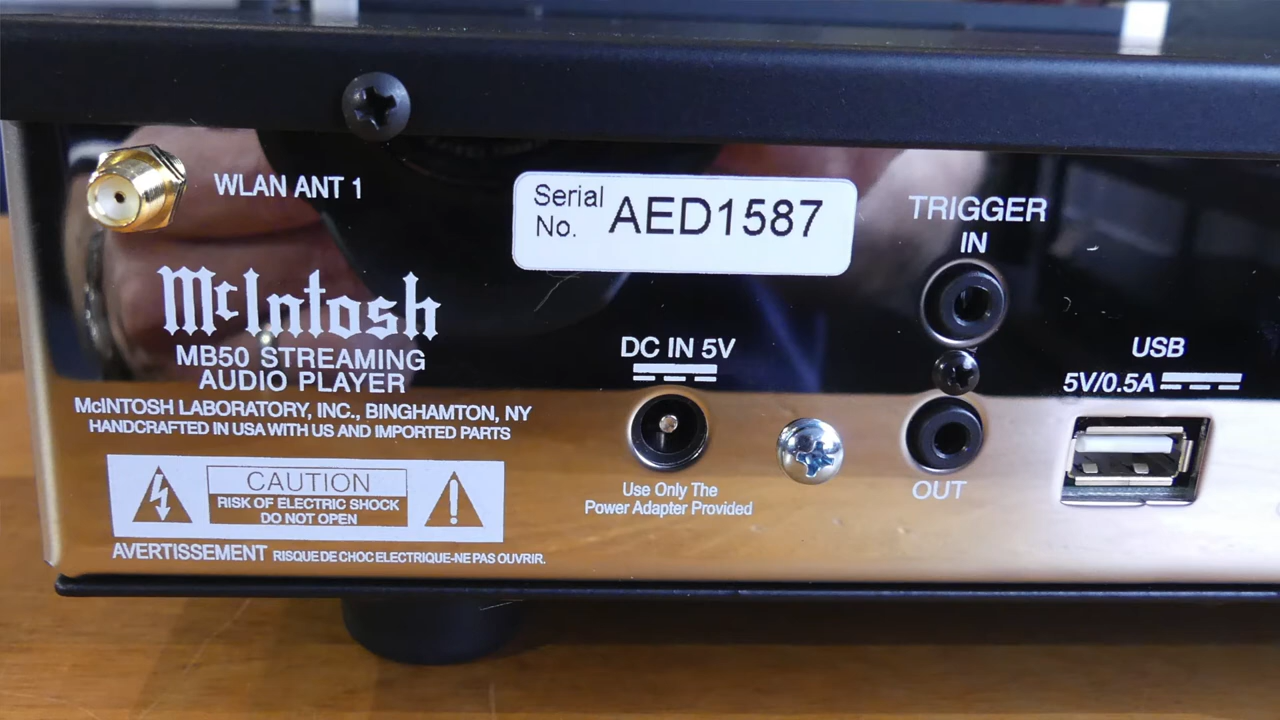 WLAN ANT 1
Serial No. AED1587
TRIGGER
IN
McIntosh
MB50 STREAMING
AUDIO PLAYER
McINTOSH LABORATORY, INC., BINGHAMTON, NY
HANDCRAFTED IN USA WITH US AND IMPORTED PARTS
CAUTION
RISK OF ELECTRIC SHOCK
DO NOT OPEN
AVERTISSEMENT RISQUE DE CHOC ELECTRIQUE-NE PAS OUVRIR.
DC IN 5V
Use Only The
Power Adapter Provided
OUT
USB
5V/0.5A